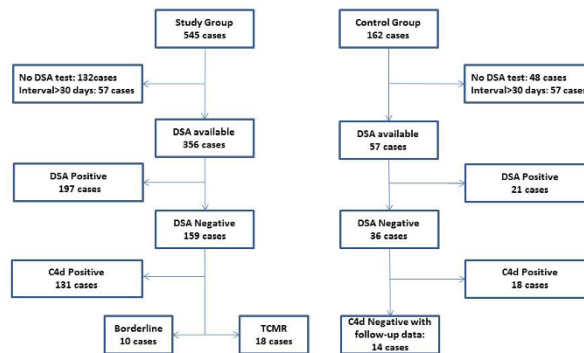 Study Group
545 cases
Control Group
162 cases
No DSA test: 132cases
Interval>30 days: 57 cases
No DSA test: 48 cases
Interval>30 days: 57 cases
DSA available
356 cases
DSA available
57 cases
DSA Positive
197 cases
DSA Positive
21 cases
DSA Negative
159 cases
DSA Negative
36 cases
C4d Positive
131 cases
C4d Positive
18 cases
Borderline
10 cases
TCMR
18 cases
C4d Negative with
follow-up data:
14 cases